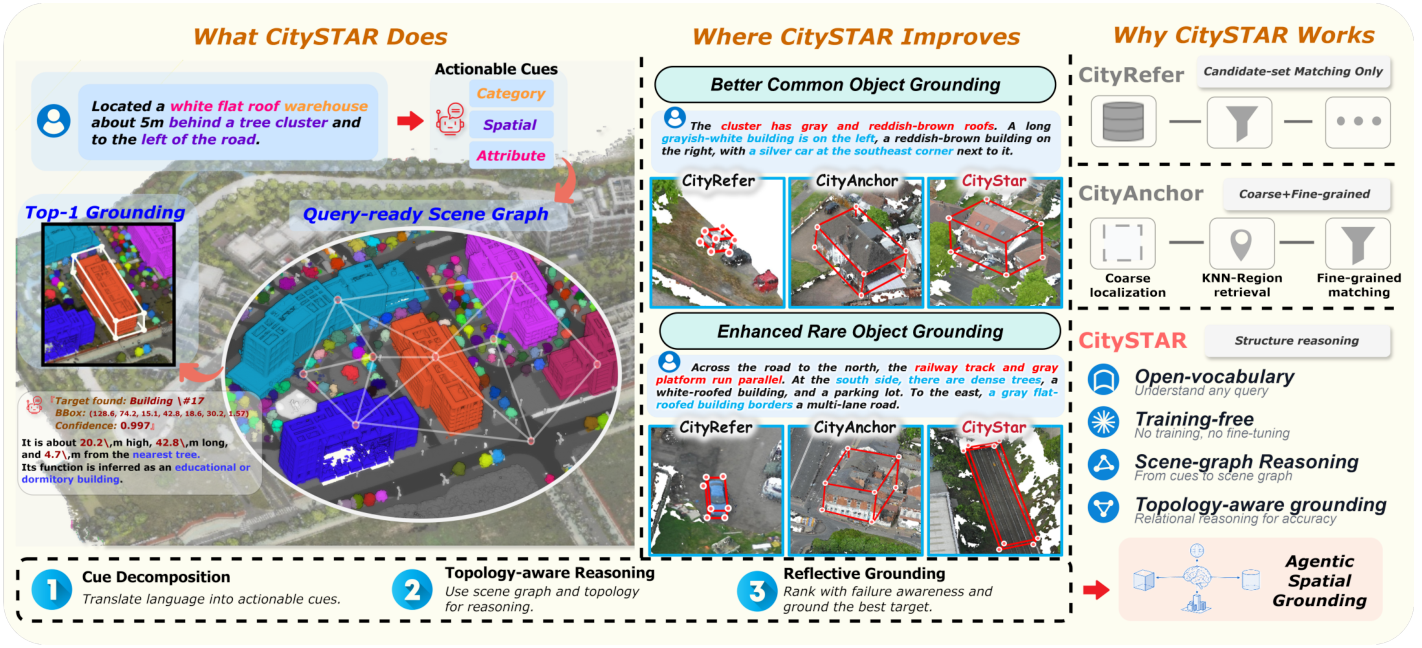 What CitySTAR Does
Located a white flat roof warehouse
about 5m behind a tree cluster and
to the left of the road.
Actionable Cues
Category
Spatial
Attribute
Top-1 Grounding
Query-ready Scene Graph
『Target found: Building \#17
BBox: (128.6, 74.2, 15.1, 42.8, 18.6, 30.2, 1.57)
Confidence: 0.997』
It is about 20.2\,m high, 42.8\,m long,
and 4.7\,m from the nearest tree.
Its function is inferred as an educational or
dormitory building.
Where CitySTAR Improves
Better Common Object Grounding
The cluster has gray and reddish-brown roofs. A long
grayish-white building is on the left, a reddish-brown building on
the right, with a silver car at the southeast corner next to it.
CityRefer
CityAnchor
CityStar
Enhanced Rare Object Grounding
Across the road to the north, the railway track and gray
platform run parallel. At the south side, there are dense trees, a
white-roofed building, and a parking lot. To the east, a gray flat-
roofed building borders a multi-lane road.
CityRefer
CityAnchor
CityStar
Why CitySTAR Works
CityRefer
Candidate-set Matching Only
CityAnchor
Coarse+Fine-grained
Coarse
localization
KNN-Region
retrieval
Fine-grained
matching
CitySTAR
Structure reasoning
Open-vocabulary
Understand any query
Training-free
No training, no fine-tuning
Scene-graph Reasoning
From cues to scene graph
Topology-aware grounding
Relational reasoning for accuracy
1
Cue Decomposition
Translate language into actionable cues.
2
Topology-aware Reasoning
Use scene graph and topology
for reasoning.
3
Reflective Grounding
Rank with failure awareness and
ground the best target.
Agentic
Spatial
Grounding